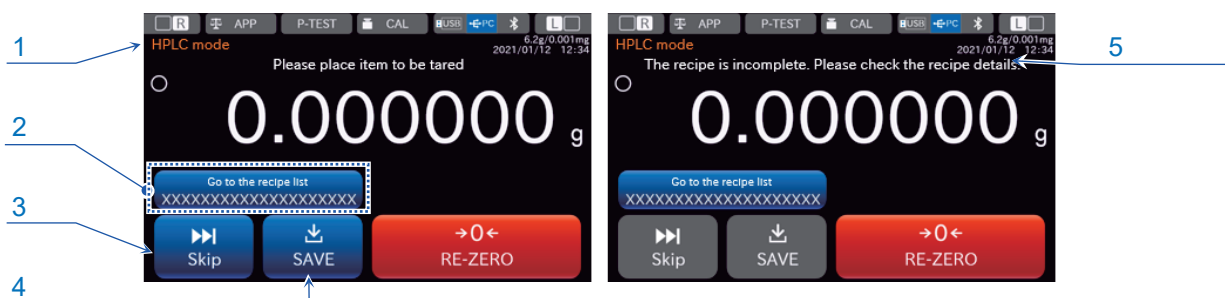 1
2
3
4
R APP P-TEST CAL USB PC L
HPLC mode
6.2g/0.001mg
2021/01/12 12:34
Please place item to be tared
0.000000 g
Go to the recipe list
XXXXXXXXXXXXXXXXXXXX
Skip
SAVE
→0←
RE-ZERO
R APP P-TEST CAL USB PC L
HPLC mode
6.2g/0.001mg
2021/01/12 12:34
The recipe is incomplete. Please check the recipe details.
0.000000 g
Go to the recipe list
XXXXXXXXXXXXXXXXXXXX
Skip
SAVE
→0←
RE-ZERO
5